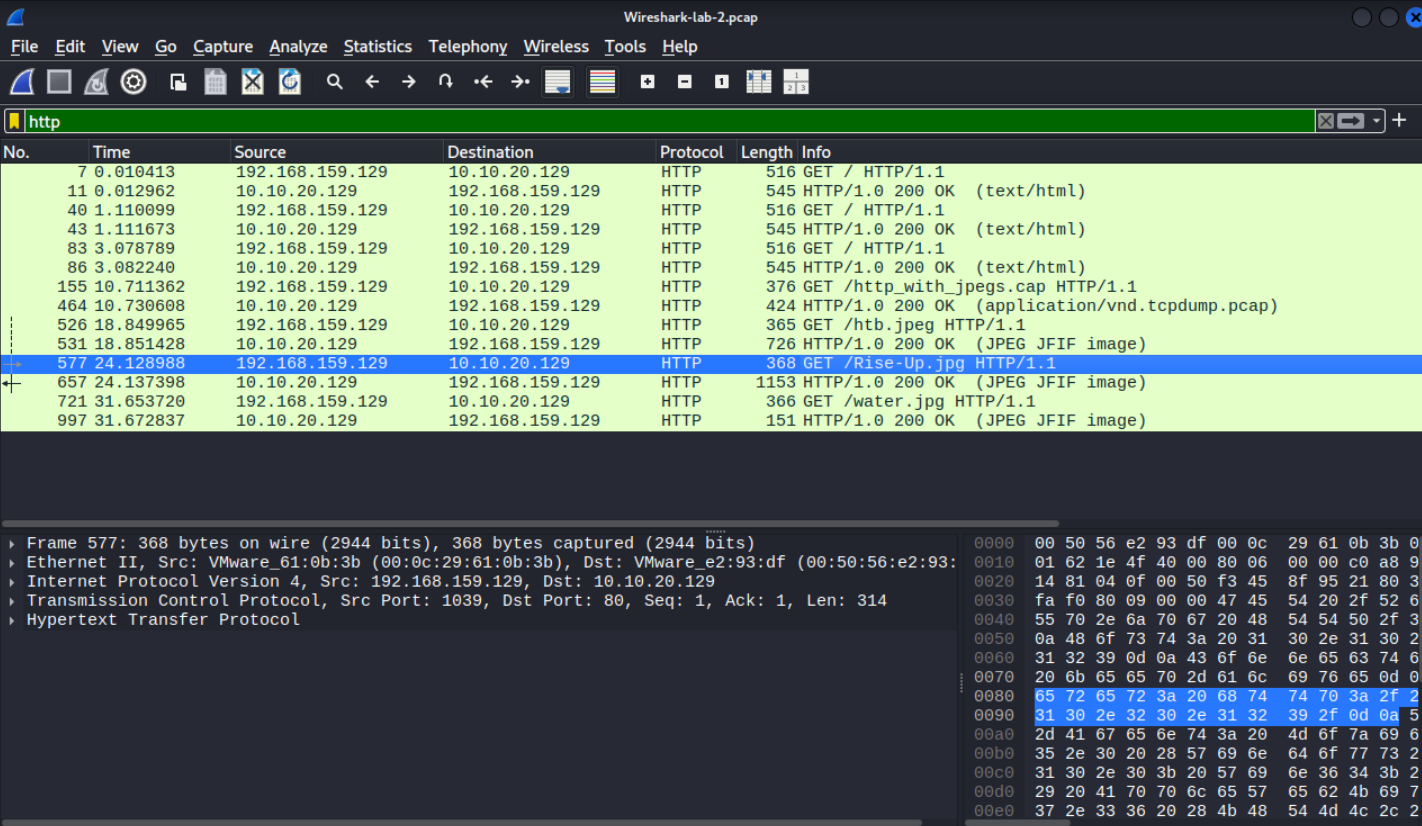 Wireshark-lab-2.pcap
File Edit View Go Capture Analyze Statistics Telephony Wireless Tools Help
http
No. Time Source Destination Protocol Length Info
7 0.010413 192.168.159.129 10.10.20.129 HTTP 516 GET / HTTP/1.1
11 0.012962 10.10.20.129 192.168.159.129 HTTP 545 HTTP/1.0 200 OK (text/html)
40 1.110099 192.168.159.129 10.10.20.129 HTTP 516 GET / HTTP/1.1
43 1.111673 10.10.20.129 192.168.159.129 HTTP 545 HTTP/1.0 200 OK (text/html)
83 3.078789 192.168.159.129 10.10.20.129 HTTP 516 GET / HTTP/1.1
86 3.082240 10.10.20.129 192.168.159.129 HTTP 545 HTTP/1.0 200 OK (text/html)
155 10.711362 192.168.159.129 10.10.20.129 HTTP 376 GET /http_with_jpegs.cap HTTP/1.1
464 10.730608 10.10.20.129 192.168.159.129 HTTP 424 HTTP/1.0 200 OK (application/vnd.tcpdump.pcap)
526 18.849965 192.168.159.129 10.10.20.129 HTTP 365 GET /htb.jpeg HTTP/1.1
531 18.851428 10.10.20.129 192.168.159.129 HTTP 726 HTTP/1.0 200 OK (JPEG JFIF image)
577 24.128988 192.168.159.129 10.10.20.129 HTTP 368 GET /Rise-Up.jpg HTTP/1.1
657 24.137398 10.10.20.129 192.168.159.129 HTTP 1153 HTTP/1.0 200 OK (JPEG JFIF image)
721 31.653720 192.168.159.129 10.10.20.129 HTTP 366 GET /water.jpg HTTP/1.1
997 31.672837 10.10.20.129 192.168.159.129 HTTP 151 HTTP/1.0 200 OK (JPEG JFIF image)
Frame 577: 368 bytes on wire (2944 bits), 368 bytes captured (2944 bits)
Ethernet II, Src: VMware_61:0b:3b (00:0c:29:61:0b:3b), Dst: VMware_e2:93:df (00:50:56:e2:93:
Internet Protocol Version 4, Src: 192.168.159.129, Dst: 10.10.20.129
Transmission Control Protocol, Src Port: 1039, Dst Port: 80, Seq: 1, Ack: 1, Len: 314
Hypertext Transfer Protocol
0000 00 50 56 e2 93 df 00 0c 29 61 0b 3b 0
0010 01 62 1e 4f 40 00 80 06 00 00 c0 a8 9
0020 14 81 04 0f 00 50 f3 45 8f 95 21 80 3
0030 fa f0 80 09 00 00 47 45 54 20 2f 52 6
0040 55 70 2e 6a 70 67 20 48 54 54 50 2f 3
0050 0a 48 6f 73 74 3a 20 31 30 2e 31 30 2
0060 31 32 39 0d 0a 43 6f 6e 6e 65 63 74 6
0070 20 6b 65 65 70 2d 61 6c 69 76 65 0d 0
0080 65 72 65 72 3a 20 68 74 74 70 3a 2f 2
0090 31 30 2e 32 30 2e 31 32 39 2f 0d 0a 5
00a0 2d 41 67 65 6e 74 3a 20 4d 6f 7a 69 6
00b0 35 2e 30 20 28 57 69 6e 64 6f 77 73 2
00c0 31 30 2e 30 3b 20 57 69 6e 36 34 3b 2
00d0 29 20 41 70 70 6c 65 57 65 62 4b 69 7
00e0 37 2e 33 36 20 28 4b 48 54 4d 4c 2c 2